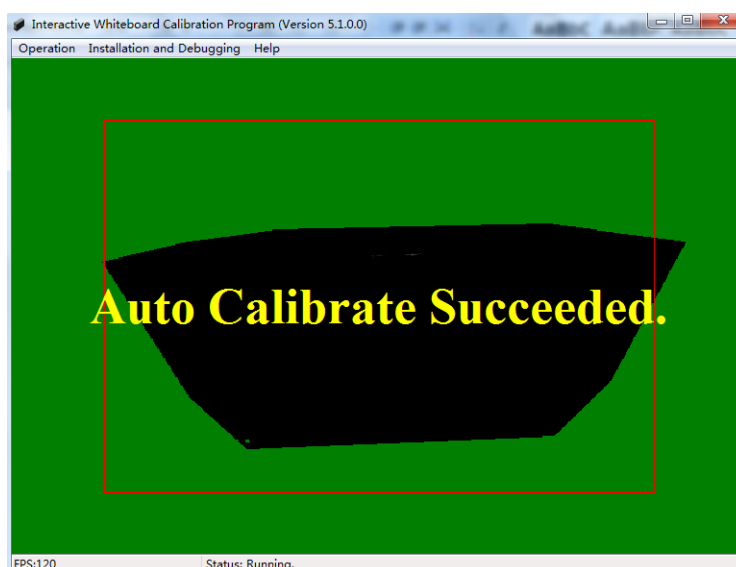 Interactive Whiteboard Calibration Program (Version 5.1.0.0)
Operation Installation and Debugging Help
Auto Calibrate Succeeded.
FPS:120 Status: Running.